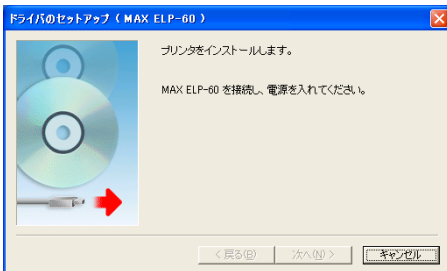 ドライバのセットアップ ( MAX ELP-60 )
プリンタをインストールします。
MAX ELP-60 を接続し、電源を入れてください。
< 戻る(B)
次へ(N) >
キャンセル